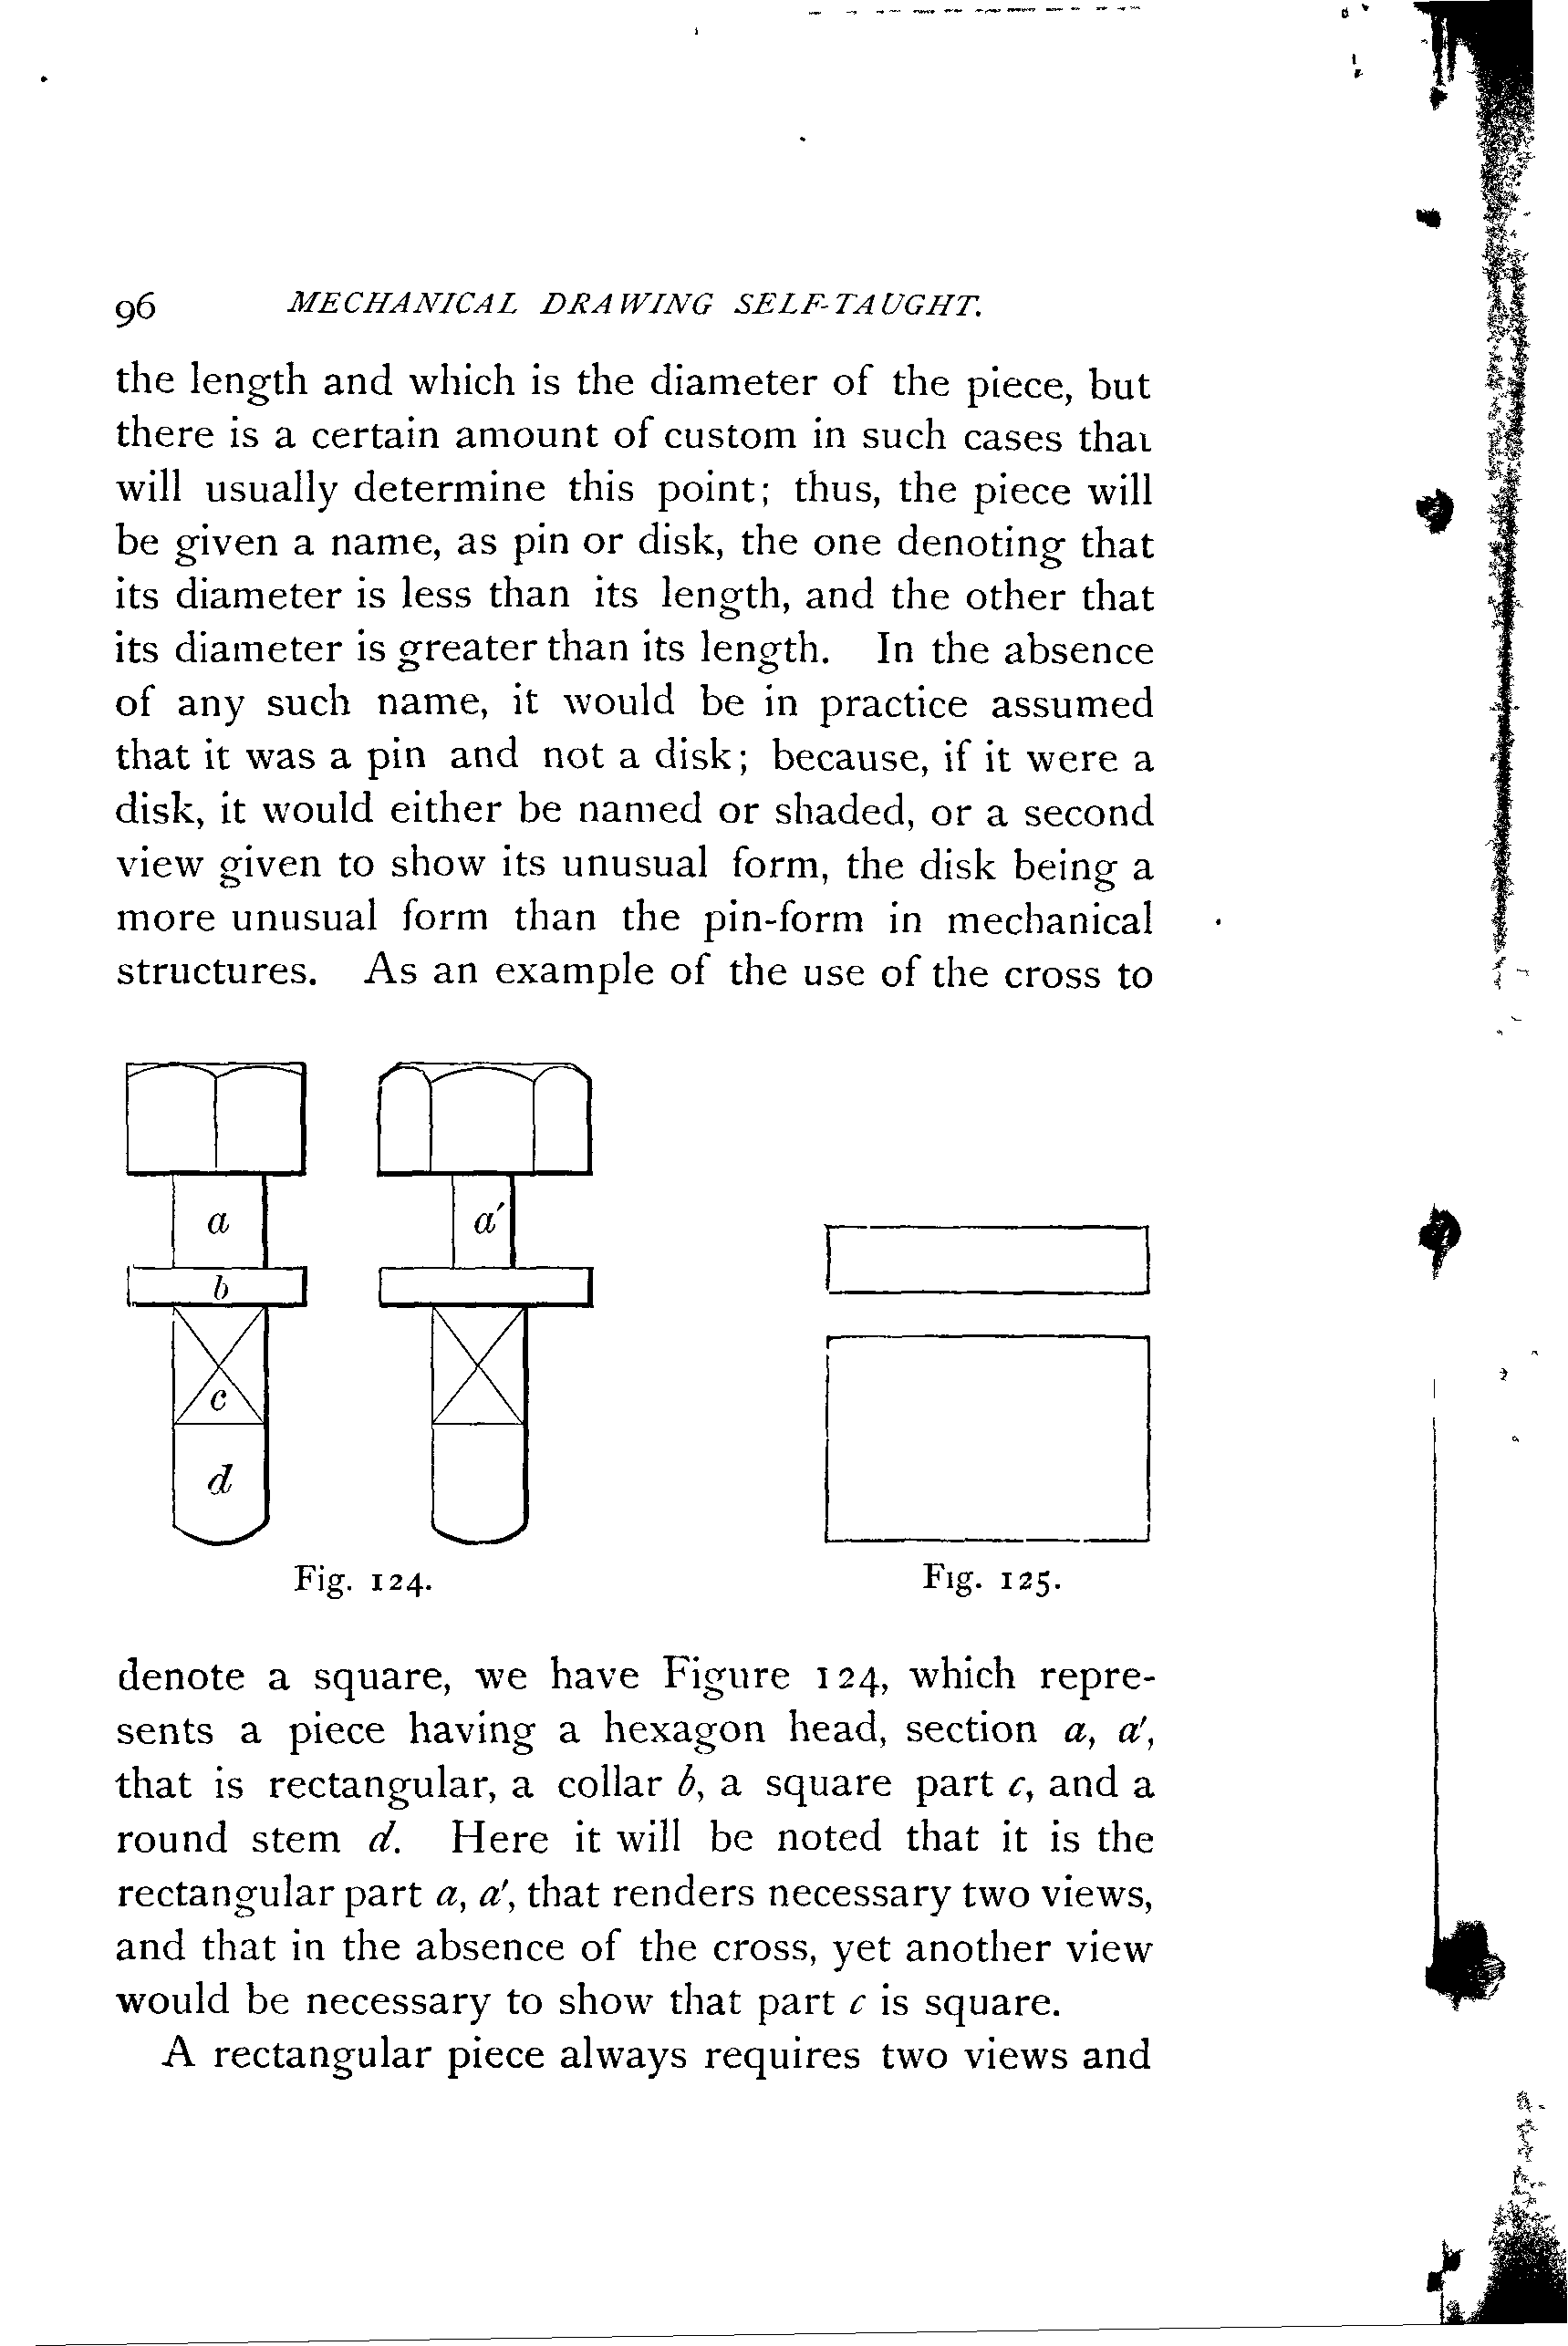 96 MECHANICAL DRAWING SELF-TAUGHT.
the length and which is the diameter of the piece, but
there is a certain amount of custom in such cases that
will usually determine this point; thus, the piece will
be given a name, as pin or disk, the one denoting that
its diameter is less than its length, and the other that
its diameter is greater than its length. In the absence
of any such name, it would be in practice assumed
that it was a pin and not a disk; because, if it were a
disk, it would either be named or shaded, or a second
view given to show its unusual form, the disk being a
more unusual form than the pin-form in mechanical
structures. As an example of the use of the cross to
a a′
b
c
d
Fig. 124. Fig. 125.
denote a square, we have Figure 124, which repre-
sents a piece having a hexagon head, section a, a′,
that is rectangular, a collar b, a square part c, and a
round stem d. Here it will be noted that it is the
rectangular part a, a′, that renders necessary two views,
and that in the absence of the cross, yet another view
would be necessary to show that part c is square.
A rectangular piece always requires two views and